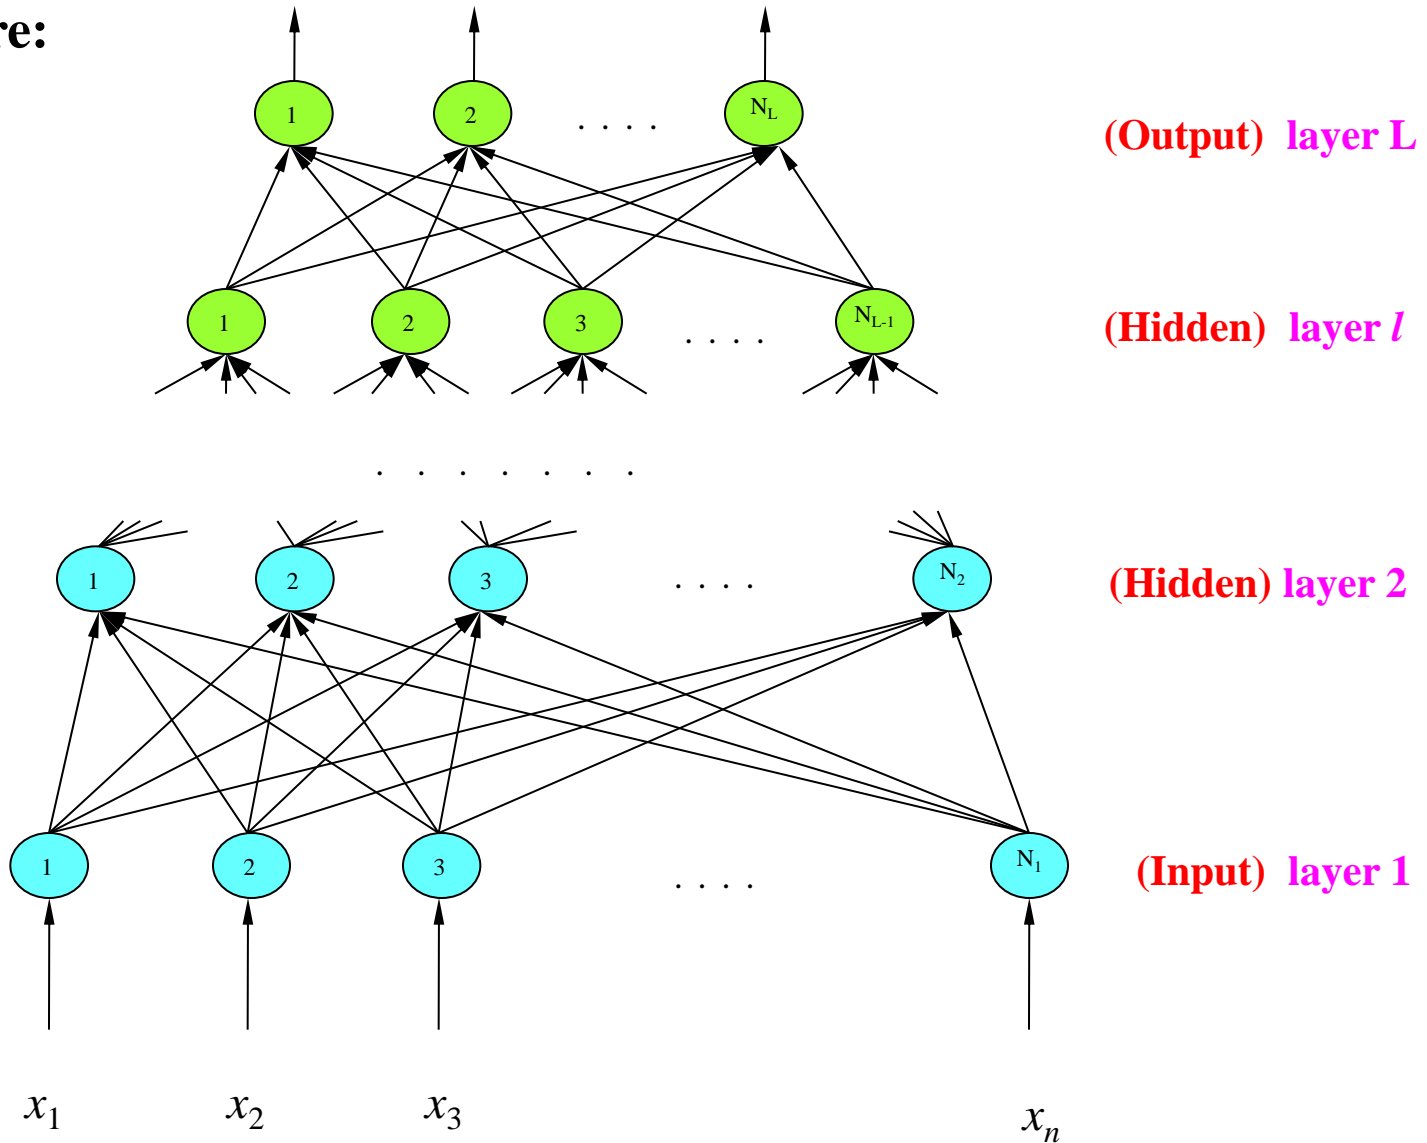 re:
1 2 . . . . N_L (Output) layer L
1 2 3 . . . . N_{L-1} (Hidden) layer l
. . . . . . .
1 2 3 . . . . N_2 (Hidden) layer 2
1 2 3 . . . . N_1 (Input) layer 1
x_1 x_2 x_3 x_n